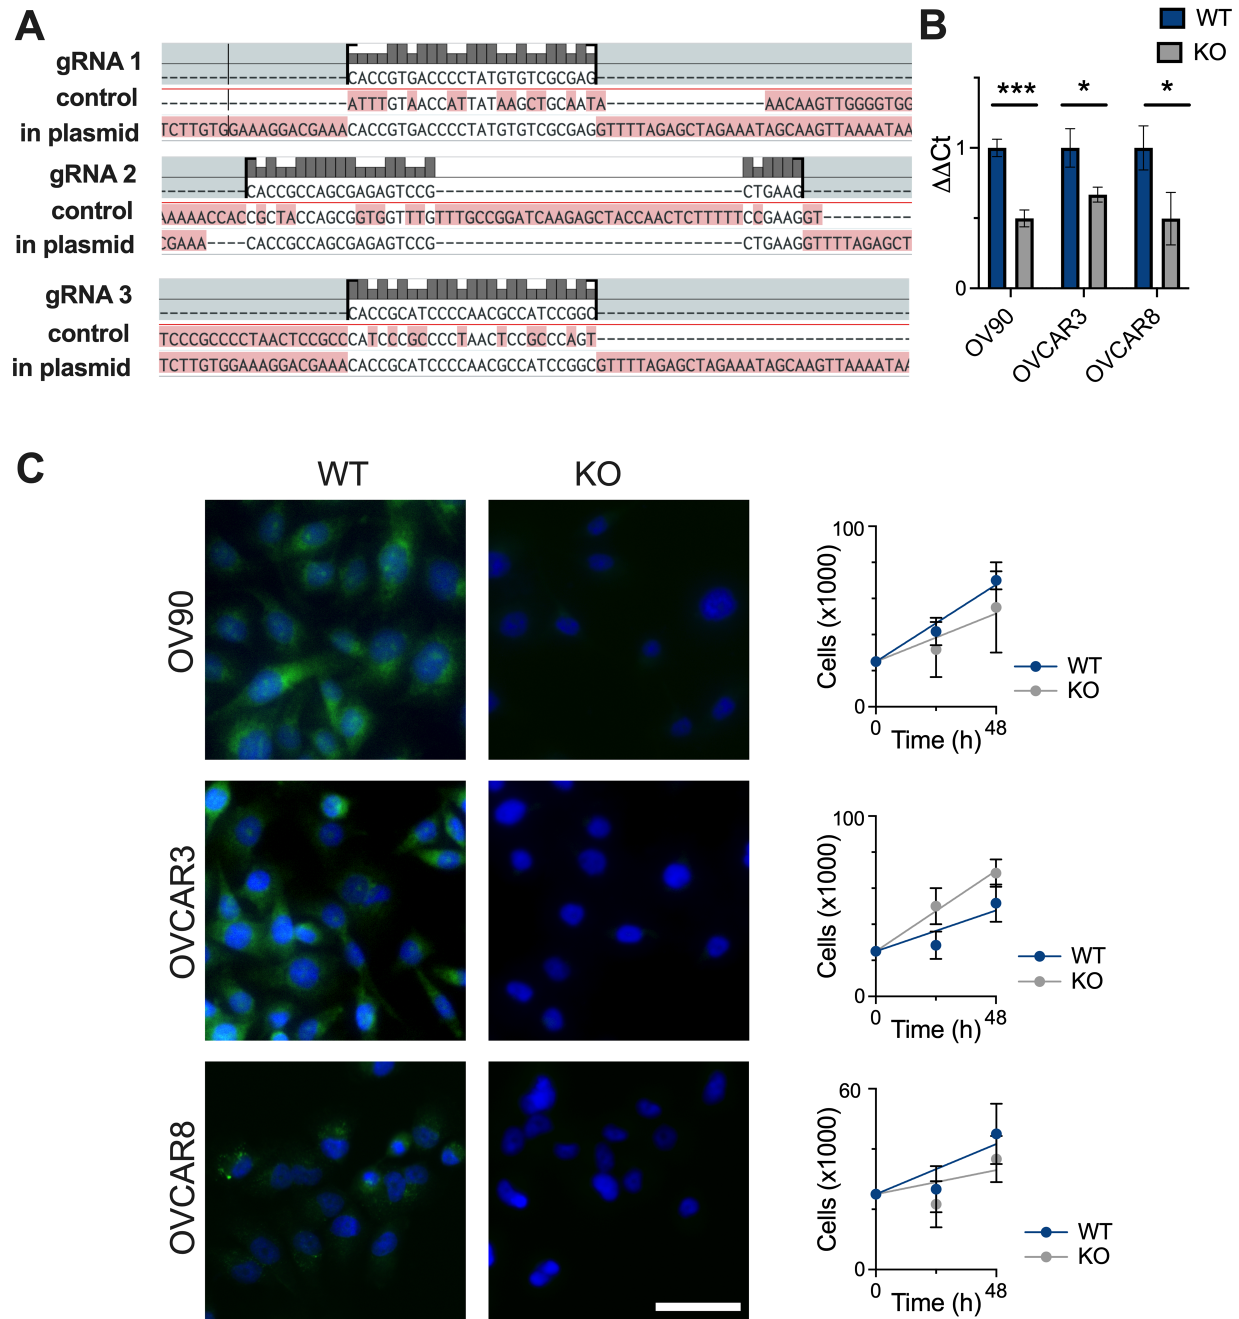 A
gRNA 1
CACCGTGACCCCTATGTGTCGCGAG
control
ATTTGTAACCATTATAAGCTGCAATA----------------AACAAGTTGGGGTGG
in plasmid
TCTTGTGGAAAGGACGAAACACCGTGACCCCTATGTGTCGCGAGGTTTTAGAGCTAGAAATAGCAAGTTAAAATAA
gRNA 2
CACCGCCAGCGAGAGTCCG-------------------------------CTGAAG
control
AAAAACCACCGCTACCAGCGGTGGTTTGTTTGCCGGATCAAGAGCTACCAACTCTTTTTCCGAAGGT---------
in plasmid
CGAAA----CACCGCCAGCGAGAGTCCG-------------------------------CTGAAGGTTTTAGAGCT
gRNA 3
CACCGCATCCCCAACGCCATCCGGC
control
TCCCGCCCCTAACTCCGCCCATCCCGCCCCTAACTCCGCCCAGT
in plasmid
TCTTGTGGAAAGGACGAAACACCGCATCCCCAACGCCATCCGGCGTTTTAGAGCTAGAAATAGCAAGTTAAAATAA
B
WT
KO
***
*
*
ΔΔCt
1
0
OV90
OVCAR3
OVCAR8
C
WT
KO
OV90
100
Cells (x1000)
0
0
48
Time (h)
WT
KO
OVCAR3
100
Cells (x1000)
0
0
48
Time (h)
WT
KO
OVCAR8
60
Cells (x1000)
0
0
48
Time (h)
WT
KO